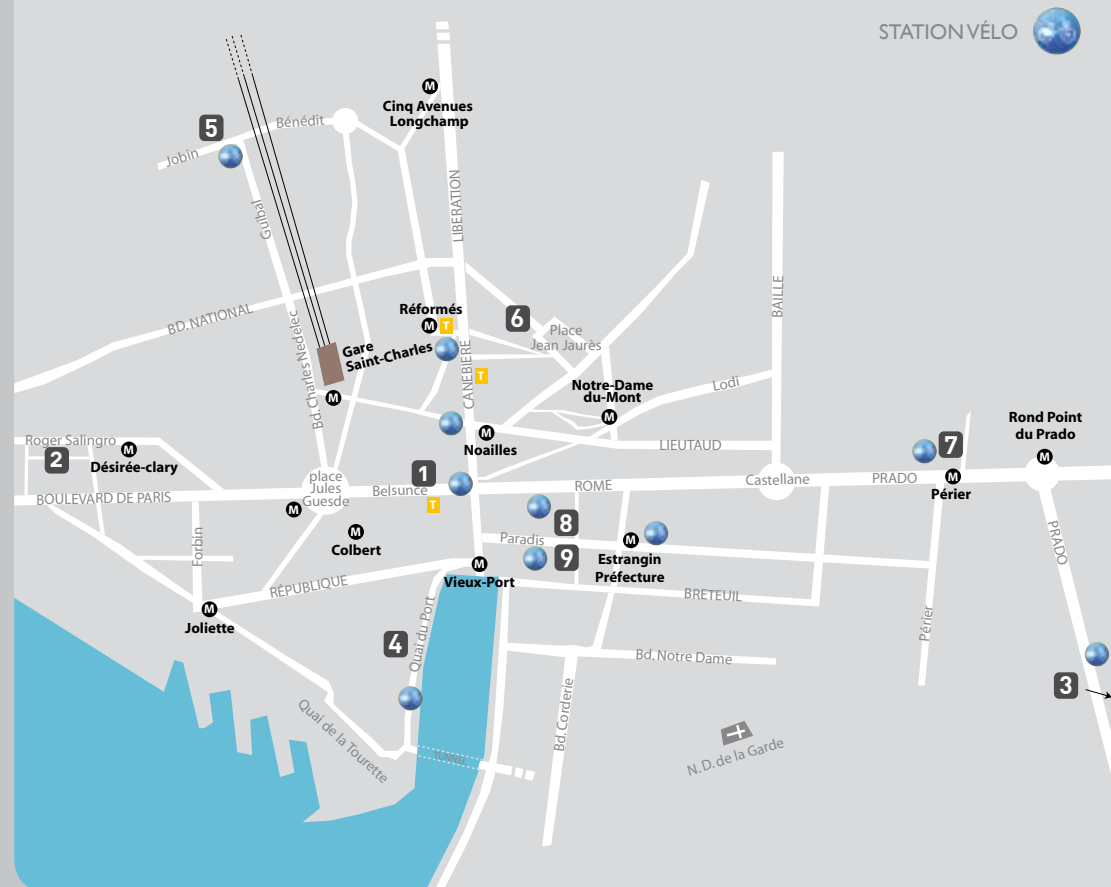 STATION VÉLO
M
Cinq Avenues
Longchamp
5
Bénédit
Jobin
Guibal
LIBERATION
BD. NATIONAL
Bd. Charles Nedelec
Réformés
M
T
6
Place
Jean Jaurès
BAILLE
Gare
Saint-Charles
M
CANEBIÈRE
T
Notre-Dame
du-Mont
M
Lodi
Roger Salingro
2
M
Désirée-clary
M
Noailles
LIEUTAUD
7
Rond Point
du Prado
M
BOULEVARD DE PARIS
place
Jules
Guesde
M
Belsunce
1
T
ROME
Castellane
PRADO
M
Périer
Forbin
M
Colbert
8
Paradis
9
M
Estrangin
Préfecture
PRADO
RÉPUBLIQUE
M
Vieux-Port
BRETEUIL
M
Joliette
Périer
4
Quai du Port
Bd. Notre Dame
3
Quai de la Tourette
Bd. Corderie
TUNNEL
N. D. de la Garde